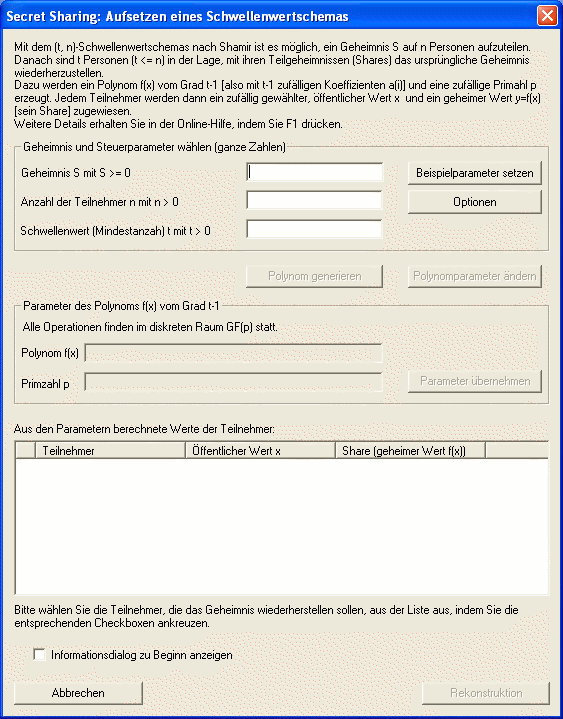 Secret Sharing: Aufsetzen eines Schwellenwertschemas
Mit dem (t, n)-Schwellenwertschemas nach Shamir ist es möglich, ein Geheimnis S auf n Personen aufzuteilen.
Danach sind t Personen (t <= n) in der Lage, mit ihren Teilgeheimnissen (Shares) das ursprüngliche Geheimnis
wiederherzustellen.
Dazu werden ein Polynom f(x) vom Grad t-1 [also mit t-1 zufälligen Koeffizienten a(i)] und eine zufällige Primahl p
erzeugt. Jedem Teilnehmer werden dann ein zufällig gewählter, öffentlicher Wert x und ein geheimer Wert y=f(x)
[sein Share] zugewiesen.
Weitere Details erhalten Sie in der Online-Hilfe, indem Sie F1 drücken.
Geheimnis und Steuerparameter wählen (ganze Zahlen)
Geheimnis S mit S >= 0
Beispielparameter setzen
Anzahl der Teilnehmer n mit n > 0
Optionen
Schwellenwert (Mindestanzah) t mit t > 0
Polynom generieren
Polynomparameter ändern
Parameter des Polynoms f(x) vom Grad t-1
Alle Operationen finden im diskreten Raum GF(p) statt.
Polynom f(x)
Primzahl p
Parameter übernehmen
Aus den Parametern berechnete Werte der Teilnehmer:
Teilnehmer
Öffentlicher Wert x
Share (geheimer Wert f(x))
Bitte wählen Sie die Teilnehmer, die das Geheimnis wiederherstellen sollen, aus der Liste aus, indem Sie die
entsprechenden Checkboxen ankreuzen.
Informationsdialog zu Beginn anzeigen
Abbrechen
Rekonstruktion